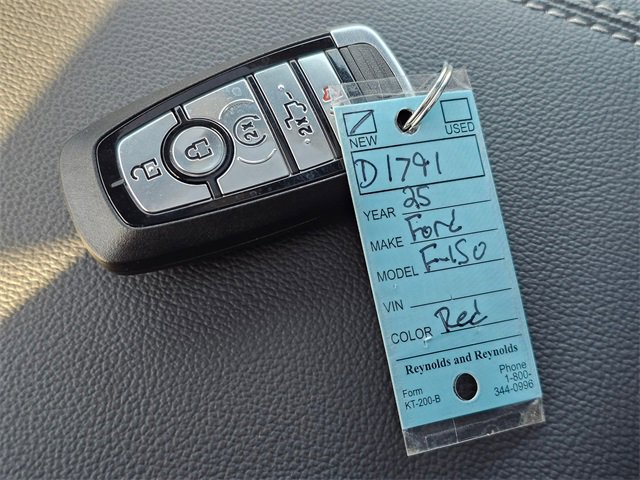 2x
2x
NEW USED
D1791
YEAR 25
MAKE Ford
MODEL F-150
VIN
COLOR Red
Reynolds and Reynolds
Form
KT-200-B
Phone
1-800-
344-0996